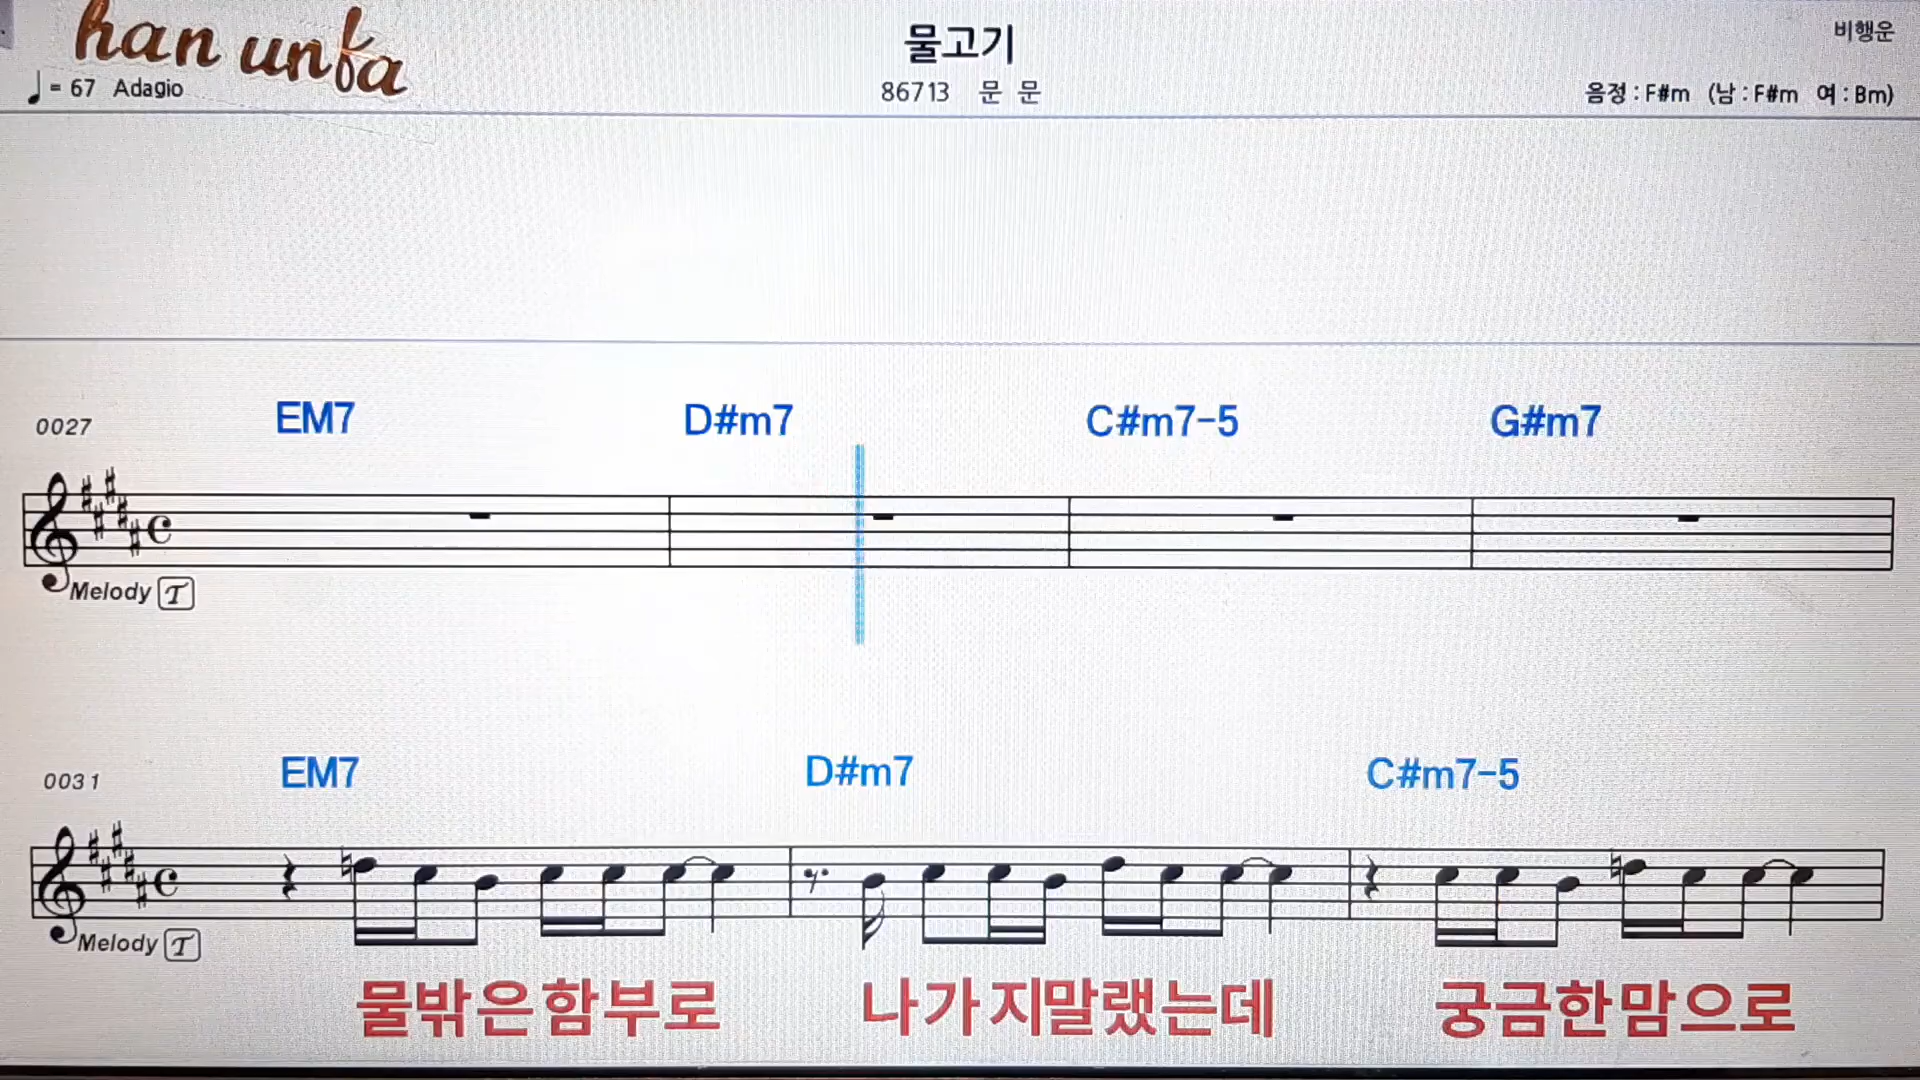 han unfa
물고기
비행운
♩= 67 Adagio
86713 문 문
음정 : F#m (남 : F#m 여 : Bm)
0027 EM7 D#m7 C#m7-5 G#m7
Melody T
0031 EM7 D#m7 C#m7-5
Melody T
물밖은함부로 나가지말랬는데 궁금한맘으로